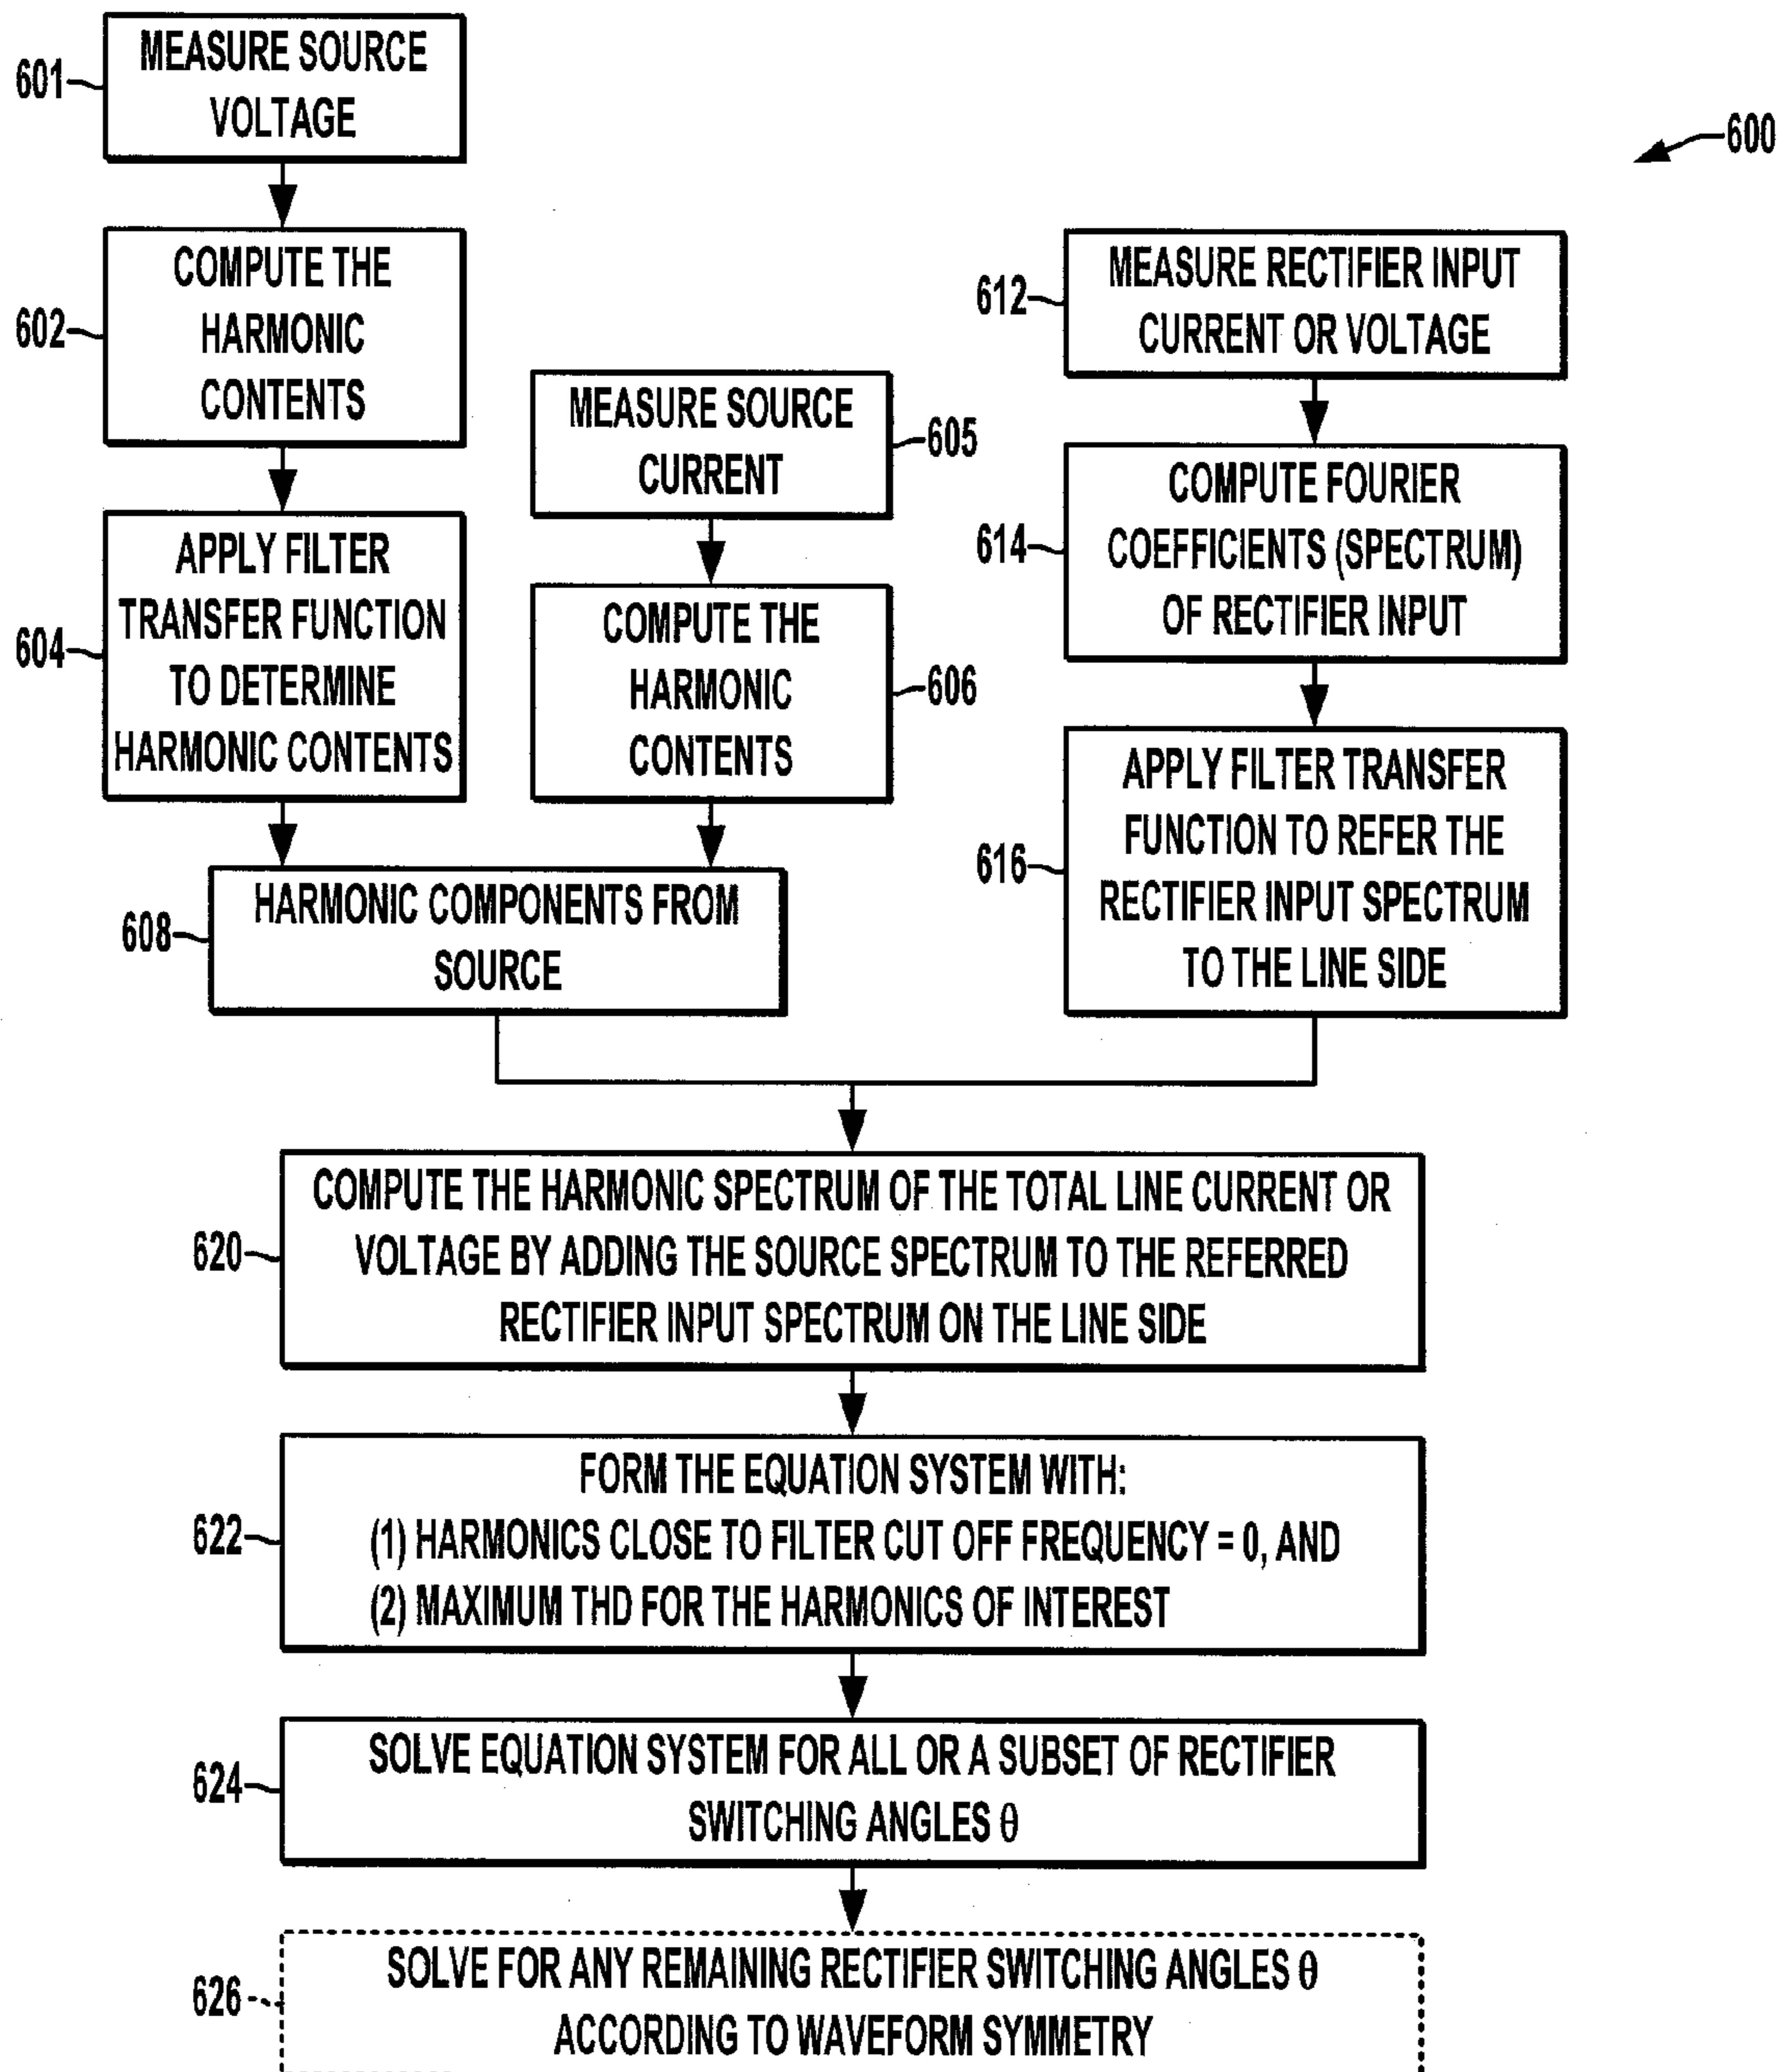 601
MEASURE SOURCE
VOLTAGE
600
602
COMPUTE THE
HARMONIC
CONTENTS
604
APPLY FILTER
TRANSFER FUNCTION
TO DETERMINE
HARMONIC CONTENTS
605
MEASURE SOURCE
CURRENT
606
COMPUTE THE
HARMONIC
CONTENTS
608
HARMONIC COMPONENTS FROM
SOURCE
612
MEASURE RECTIFIER INPUT
CURRENT OR VOLTAGE
614
COMPUTE FOURIER
COEFFICIENTS (SPECTRUM)
OF RECTIFIER INPUT
616
APPLY FILTER TRANSFER
FUNCTION TO REFER THE
RECTIFIER INPUT SPECTRUM
TO THE LINE SIDE
620
COMPUTE THE HARMONIC SPECTRUM OF THE TOTAL LINE CURRENT OR
VOLTAGE BY ADDING THE SOURCE SPECTRUM TO THE REFERRED
RECTIFIER INPUT SPECTRUM ON THE LINE SIDE
622
FORM THE EQUATION SYSTEM WITH:
(1) HARMONICS CLOSE TO FILTER CUT OFF FREQUENCY = 0, AND
(2) MAXIMUM THD FOR THE HARMONICS OF INTEREST
624
SOLVE EQUATION SYSTEM FOR ALL OR A SUBSET OF RECTIFIER
SWITCHING ANGLES θ
626
SOLVE FOR ANY REMAINING RECTIFIER SWITCHING ANGLES θ
ACCORDING TO WAVEFORM SYMMETRY